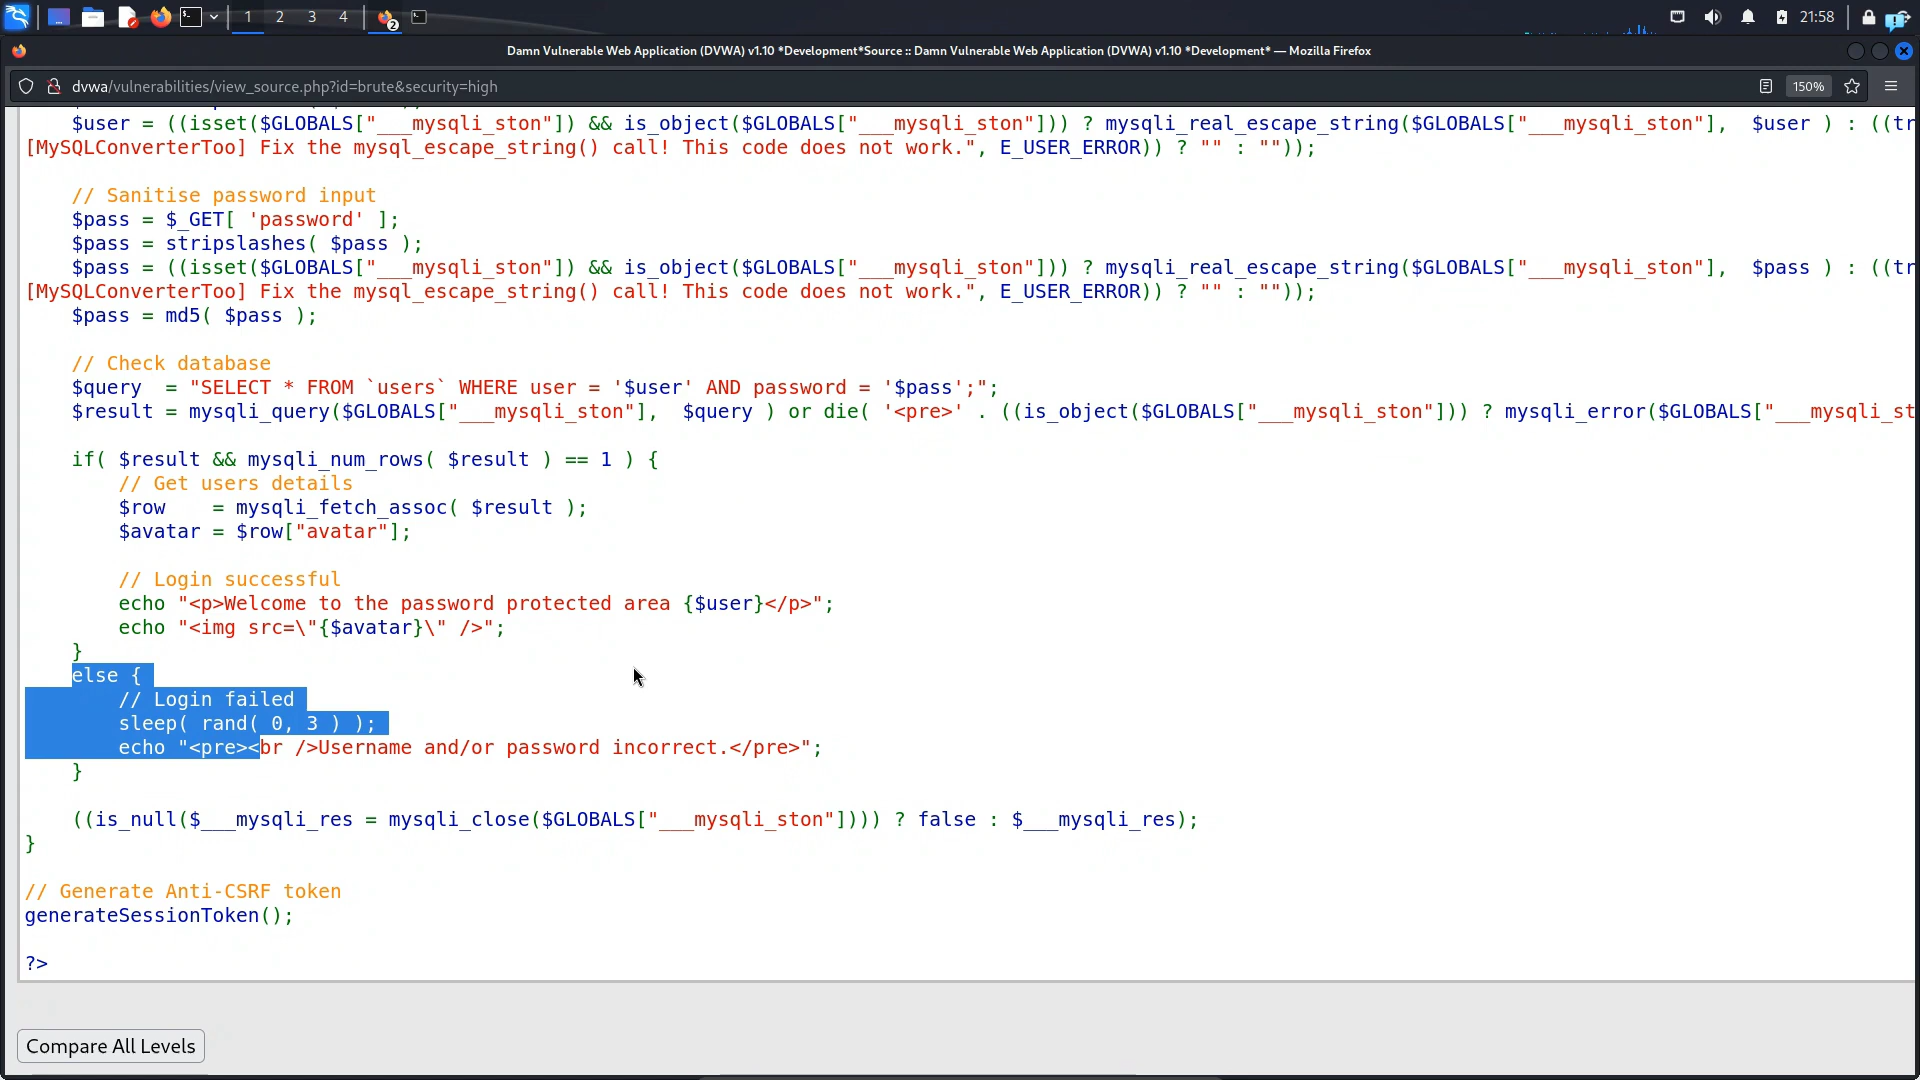 1 2 3 4 2 21:58
Damn Vulnerable Web Application (DVWA) v1.10 *Development*Source :: Damn Vulnerable Web Application (DVWA) v1.10 *Development* — Mozilla Firefox
dvwa/vulnerabilities/view_source.php?id=brute&security=high 150%
$user = ((isset($GLOBALS["___mysqli_ston"]) && is_object($GLOBALS["___mysqli_ston"])) ? mysqli_real_escape_string($GLOBALS["___mysqli_ston"],  $user ) : ((tr
[MySQLConverterToo] Fix the mysql_escape_string() call! This code does not work.", E_USER_ERROR)) ? "" : ""));
// Sanitise password input
$pass = $_GET[ 'password' ];
$pass = stripslashes( $pass );
$pass = ((isset($GLOBALS["___mysqli_ston"]) && is_object($GLOBALS["___mysqli_ston"])) ? mysqli_real_escape_string($GLOBALS["___mysqli_ston"],  $pass ) : ((tr
[MySQLConverterToo] Fix the mysql_escape_string() call! This code does not work.", E_USER_ERROR)) ? "" : ""));
$pass = md5( $pass );
// Check database
$query  = "SELECT * FROM `users` WHERE user = '$user' AND password = '$pass';";
$result = mysqli_query($GLOBALS["___mysqli_ston"],  $query ) or die( '<pre>' . ((is_object($GLOBALS["___mysqli_ston"])) ? mysqli_error($GLOBALS["___mysqli_st
if( $result && mysqli_num_rows( $result ) == 1 ) {
// Get users details
$row    = mysqli_fetch_assoc( $result );
$avatar = $row["avatar"];
// Login successful
echo "<p>Welcome to the password protected area {$user}</p>";
echo "<img src=\"{$avatar}\" />";
}
else {
// Login failed
sleep( rand( 0, 3 ) );
echo "<pre><br />Username and/or password incorrect.</pre>";
}
((is_null($___mysqli_res = mysqli_close($GLOBALS["___mysqli_ston"]))) ? false : $___mysqli_res);
}
// Generate Anti-CSRF token
generateSessionToken();
?>
Compare All Levels